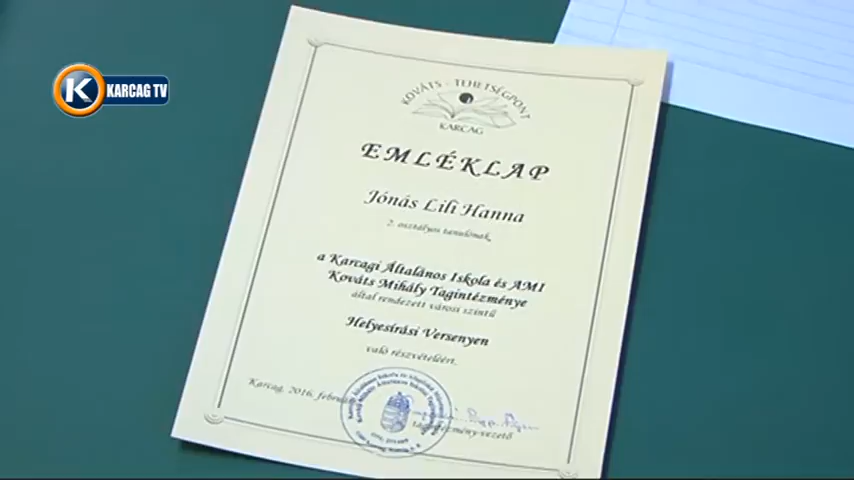 K KARCAG TV
KOVÁTS - TEHETSÉGPONT
KARCAG
EMLÉKLAP
Jónás Lili Hanna
2. osztályos tanulónak
a Karcagi Általános Iskola és AMI
Kováts Mihály Tagintézménye
által rendezett városi szintű
Helyesírási Versenyen
való részvételéért.
Karcag, 2016. február
tagintézmény-vezető